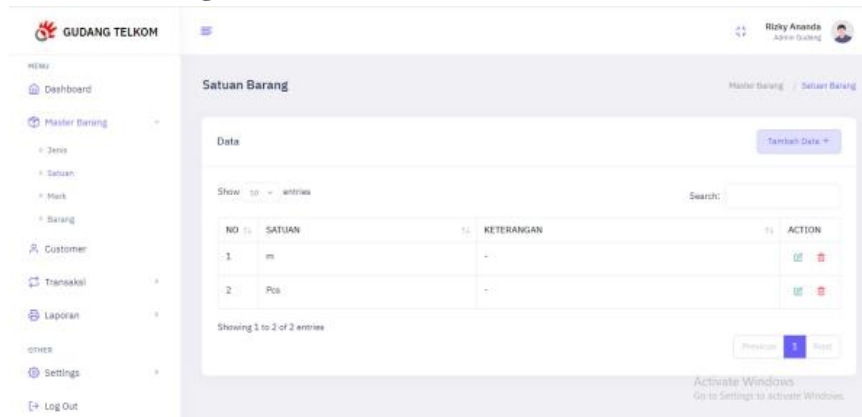 GUDANG TELKOM
Rizky Ananda
Admin Gudang
MENU
Dashboard
Master Barang
Jenis
Satuan
Merk
Barang
Customer
Transaksi
Laporan
OTHER
Settings
Log Out
Satuan Barang
Master Barang / Satuan Barang
Data
Tambah Data +
Show 10 entries
Search:
NO SATUAN KETERANGAN ACTION
1 m -
2 Pcs -
Showing 1 to 2 of 2 entries
Previous 1 Next
Activate Windows
Go to Settings to activate Windows.